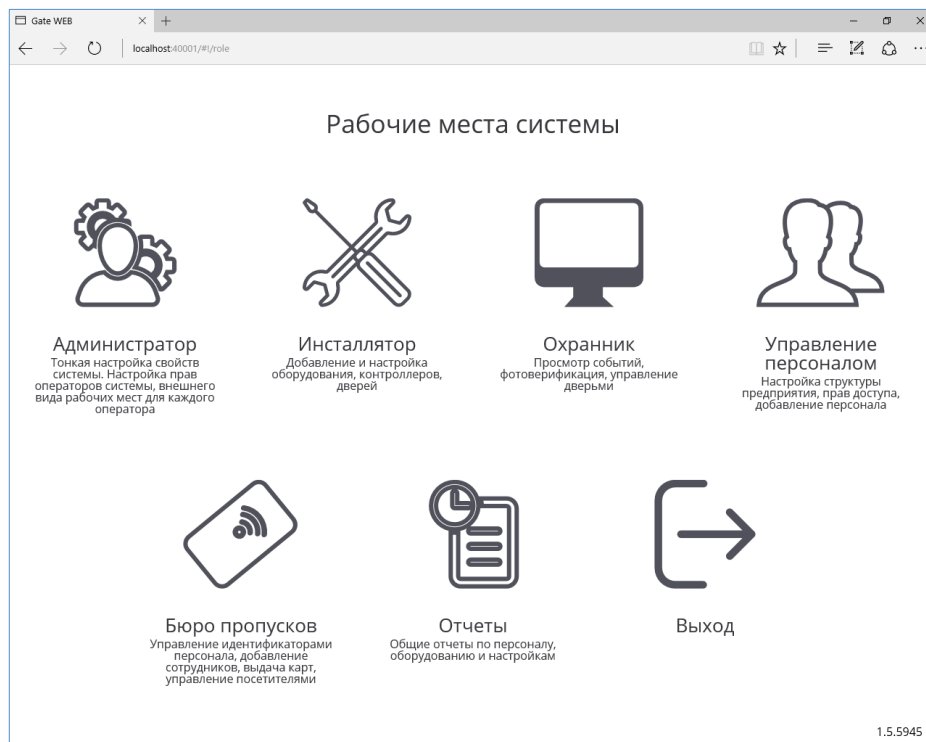 Gate WEB
localhost:40001/#!/role
Рабочие места системы
Администратор
Тонкая настройка свойств
системы. Настройка прав
операторов системы, внешнего
вида рабочих мест для каждого
оператора
Инсталлятор
Добавление и настройка
оборудования, контроллеров,
дверей
Охранник
Просмотр событий,
фотоверификация, управление
дверьми
Управление
персоналом
Настройка структуры
предприятия, прав доступа,
добавление персонала
Бюро пропусков
Управление идентификаторами
персонала, добавление
сотрудников, выдача карт,
управление посетителями
Отчеты
Общие отчеты по персоналу,
оборудованию и настройкам
Выход
1.5.5945